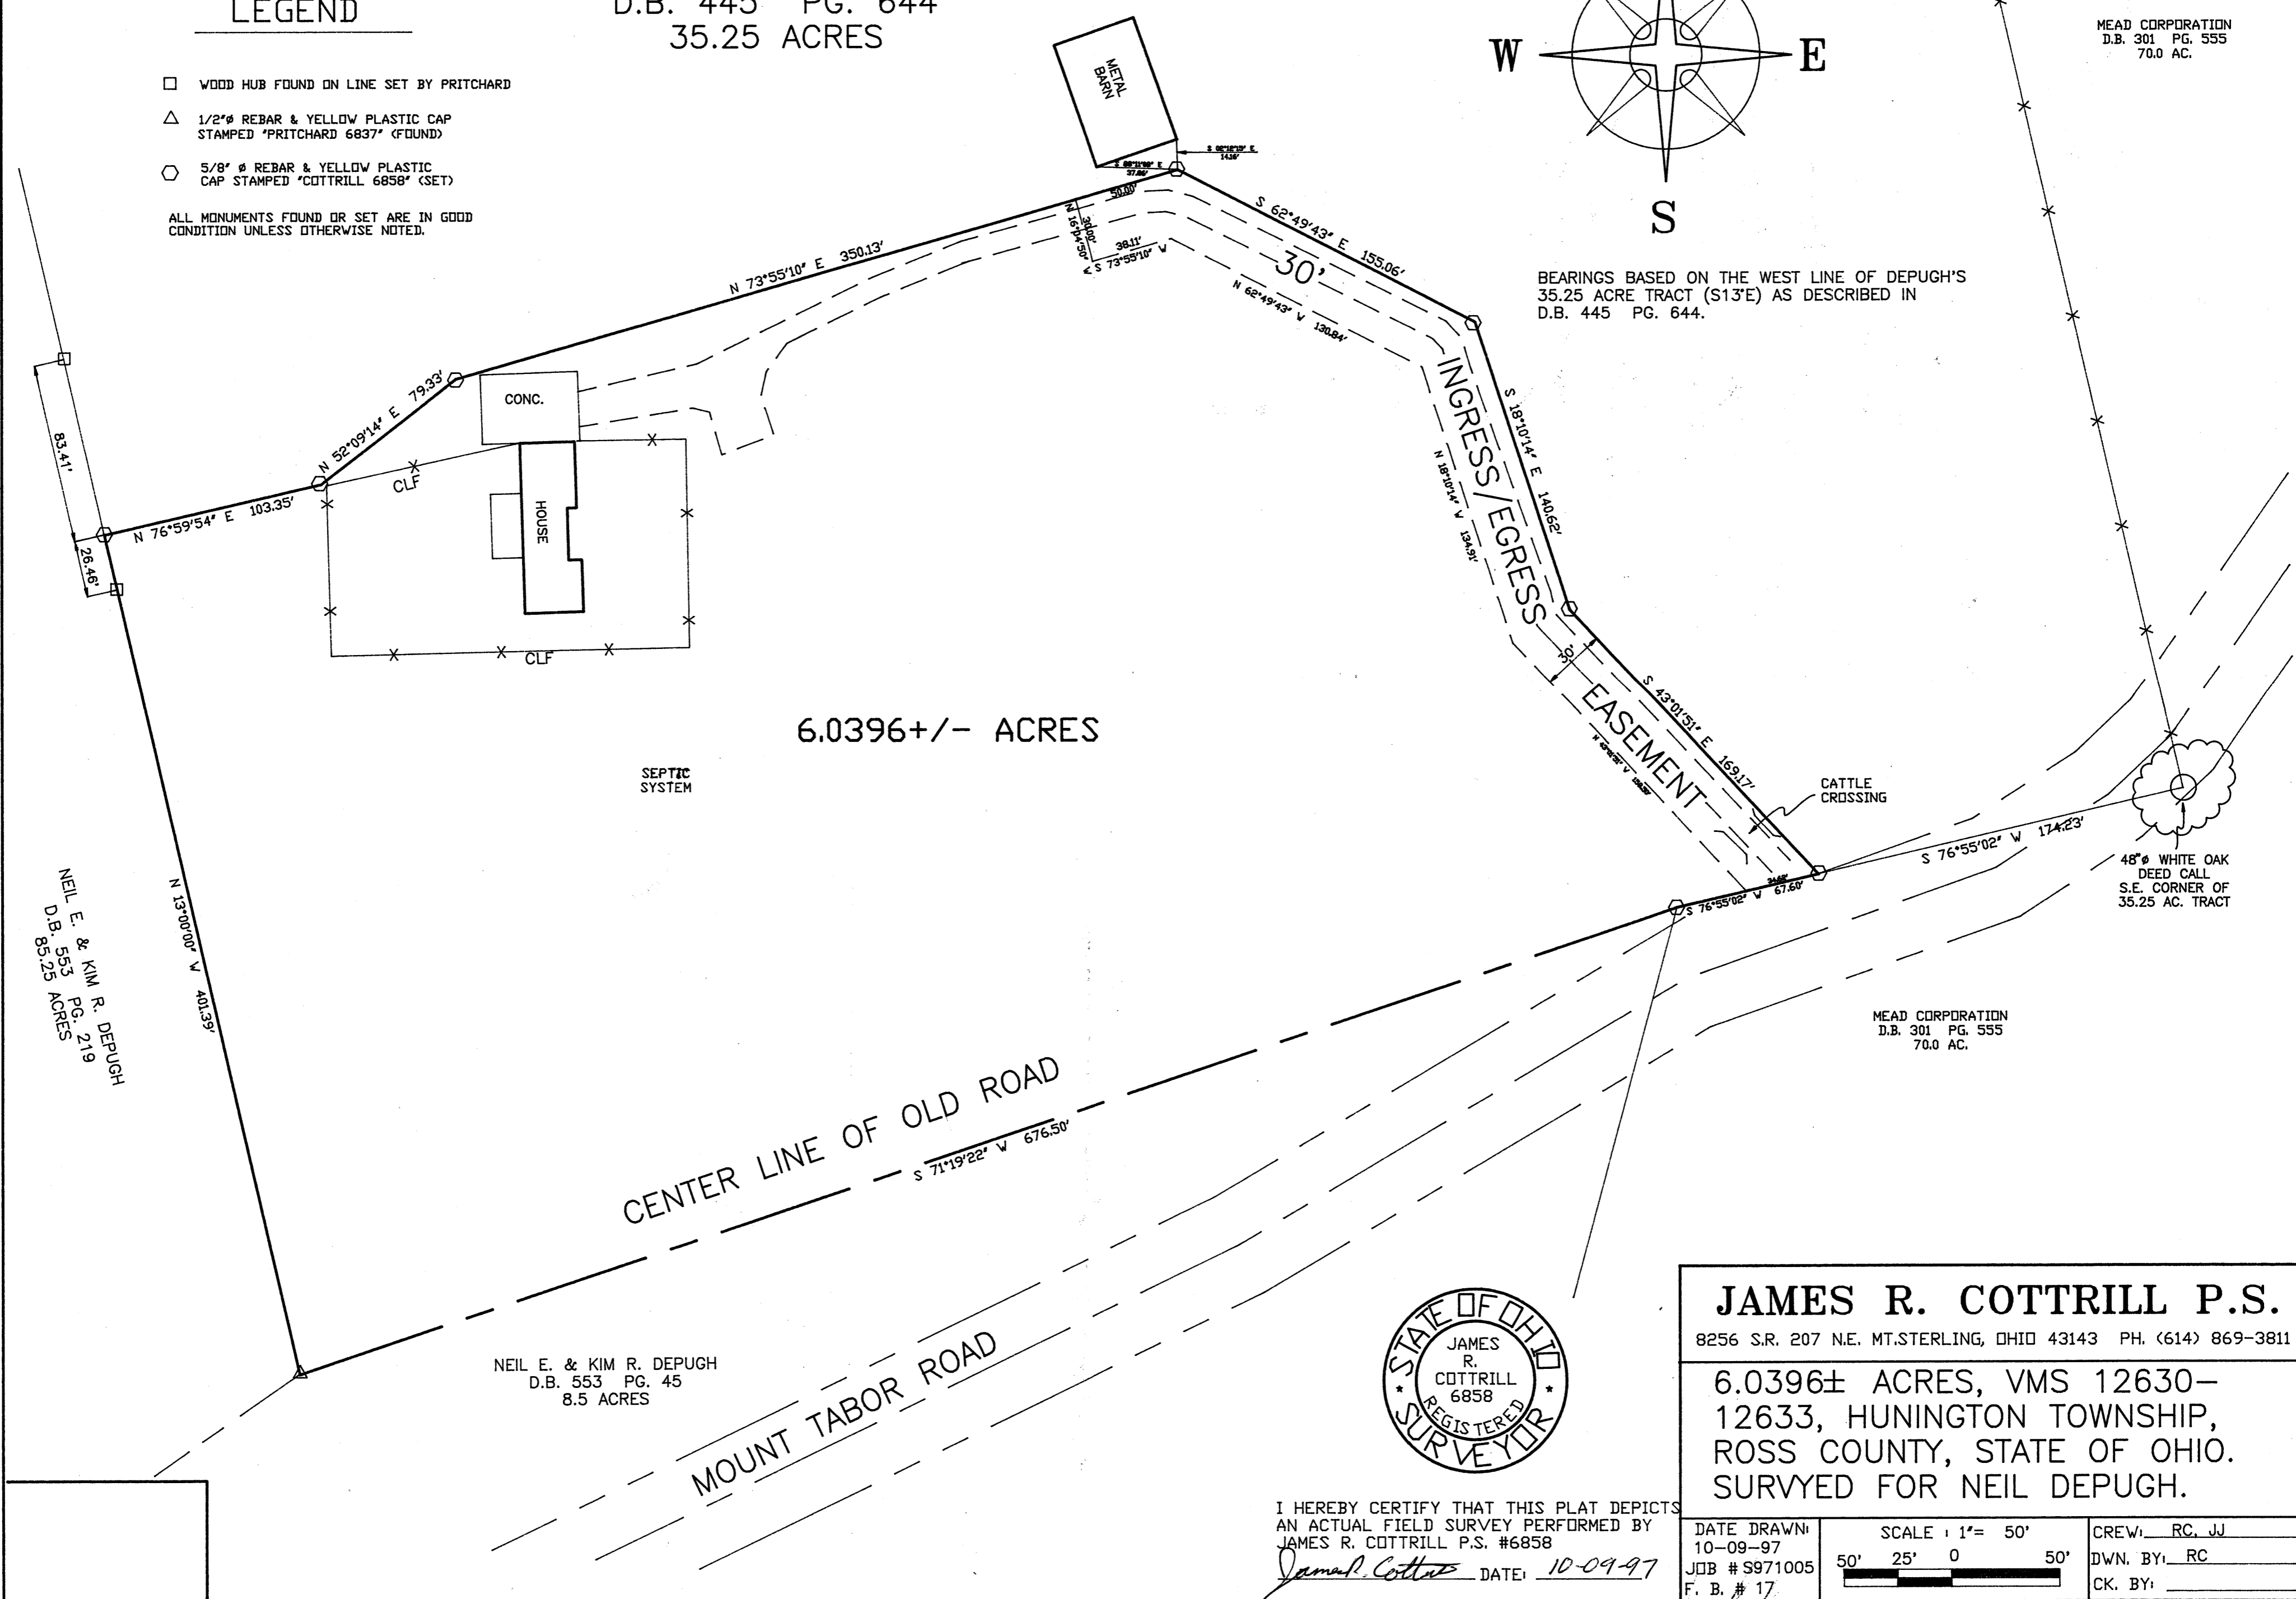 LEGEND
D.B. 445 PG. 644
35.25 ACRES
WOOD HUB FOUND ON LINE SET BY PRITCHARD
1/2"ø REBAR & YELLOW PLASTIC CAP
STAMPED "PRITCHARD 6837" (FOUND)
5/8" ø REBAR & YELLOW PLASTIC
CAP STAMPED "COTTRILL 6858" (SET)
ALL MONUMENTS FOUND OR SET ARE IN GOOD
CONDITION UNLESS OTHERWISE NOTED.
METAL
BARN
W
E
S
MEAD CORPORATION
D.B. 301 PG. 555
70.0 AC.
BEARINGS BASED ON THE WEST LINE OF DEPUGH'S
35.25 ACRE TRACT (S13°E) AS DESCRIBED IN
D.B. 445 PG. 644.
14.16'
37.86'
50.00'
30.00'
N 16°04'50" W
38.11'
S 73°55'10" W
S 62°49'43" E 155.06'
30'
N 62°49'43" W 130.84'
N 73°55'10" E 350.13'
N 52°09'14" E 79.33'
N 76°59'54" E 103.35'
83.41'
26.46'
CONC.
CLF
HOUSE
CLF
INGRESS/EGRESS
S 18°10'14" E 140.62'
N 18°10'14" W 134.91'
30'
EASEMENT
S 43°01'51" E 169.17'
CATTLE
CROSSING
S 76°55'02" W 174.23'
S 76°55'02" W 67.60'
48"ø WHITE OAK
DEED CALL
S.E. CORNER OF
35.25 AC. TRACT
6.0396+/- ACRES
SEPTIC
SYSTEM
N 13°00'00" W 401.39'
NEIL E. & KIM R. DEPUGH
D.B. 553 PG. 219
85.25 ACRES
MEAD CORPORATION
D.B. 301 PG. 555
70.0 AC.
CENTER LINE OF OLD ROAD
S 71°19'22" W 676.50'
NEIL E. & KIM R. DEPUGH
D.B. 553 PG. 45
8.5 ACRES
MOUNT TABOR ROAD
STATE OF OHIO
JAMES
R.
COTTRILL
6858
REGISTERED
SURVEYOR
I HEREBY CERTIFY THAT THIS PLAT DEPICTS
AN ACTUAL FIELD SURVEY PERFORMED BY
JAMES R. COTTRILL P.S. #6858
James R. Cottrill DATE: 10-09-97
JAMES R. COTTRILL P.S.
8256 S.R. 207 N.E. MT.STERLING, OHIO 43143 PH. (614) 869-3811
6.0396± ACRES, VMS 12630-
12633, HUNINGTON TOWNSHIP,
ROSS COUNTY, STATE OF OHIO.
SURVYED FOR NEIL DEPUGH.
DATE DRAWN:
10-09-97
JOB # S971005
F. B. # 17
SCALE : 1"= 50'
50' 25' 0 50'
CREW: RC, JJ
DWN. BY: RC
CK. BY: